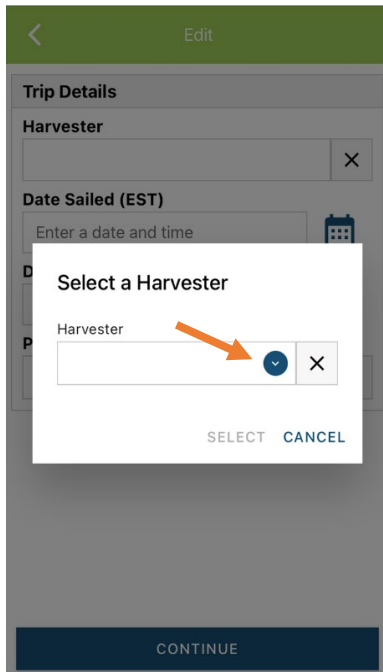 Edit
Trip Details
Harvester
Date Sailed (EST)
Enter a date and time
D
Select a Harvester
Harvester
P
SELECT CANCEL
CONTINUE